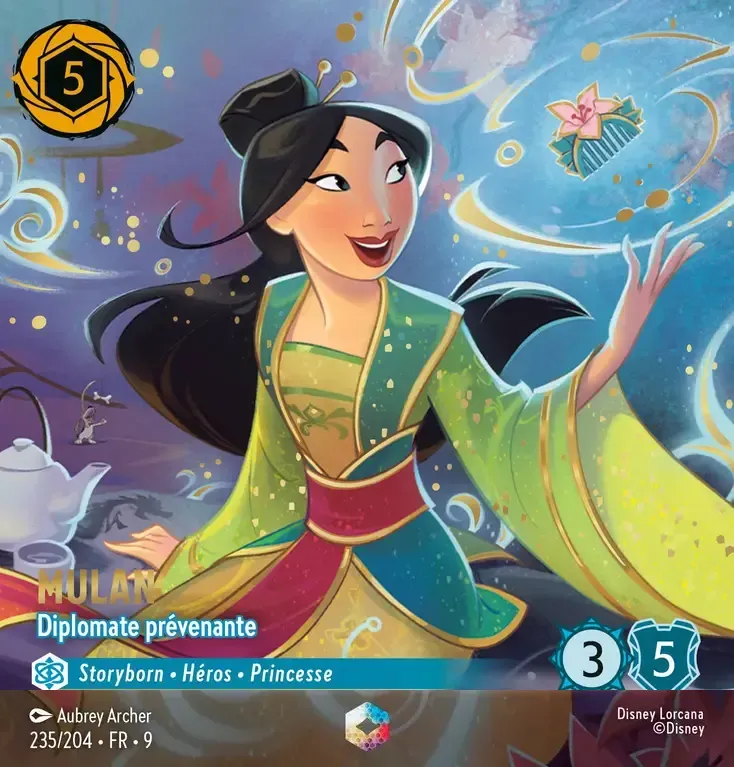 5
MULAN
Diplomate prévenante
Storyborn • Héros • Princesse
3
5
Aubrey Archer
235/204 • FR • 9
Disney Lorcana
©Disney